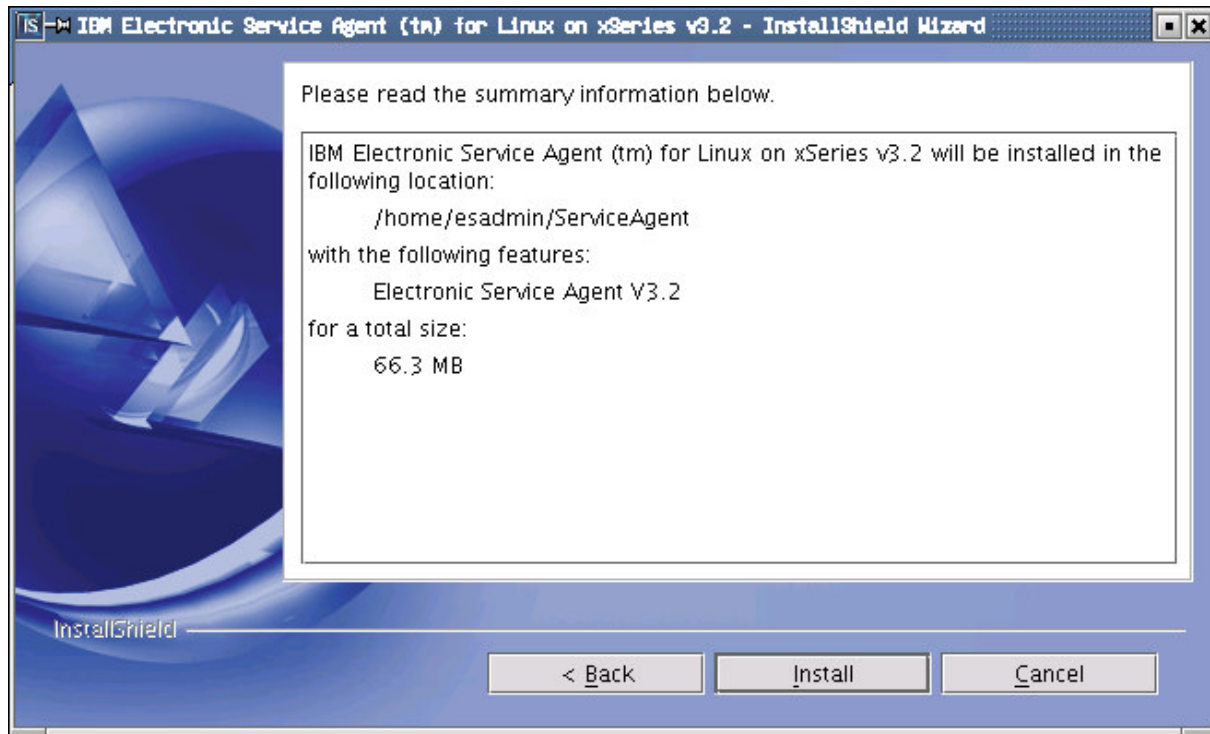 IS IBM Electronic Service Agent (tm) for Linux on xSeries v3.2 - InstallShield Wizard
Please read the summary information below.
IBM Electronic Service Agent (tm) for Linux on xSeries v3.2 will be installed in the
following location:
/home/esadmin/ServiceAgent
with the following features:
Electronic Service Agent V3.2
for a total size:
66.3 MB
InstallShield
< Back
Install
Cancel